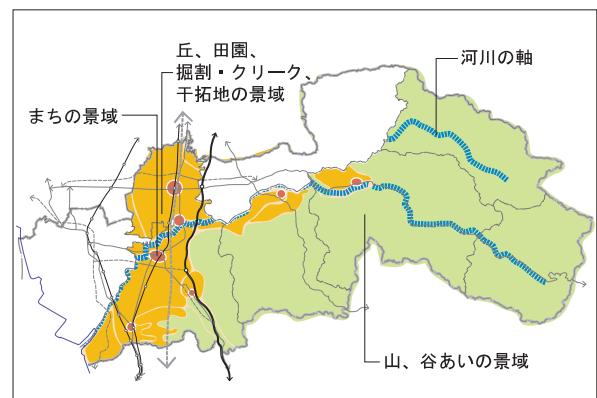 丘、田園、
掘割・クリーク、
干拓地の景域
河川の軸
まちの景域
山、谷あいの景域